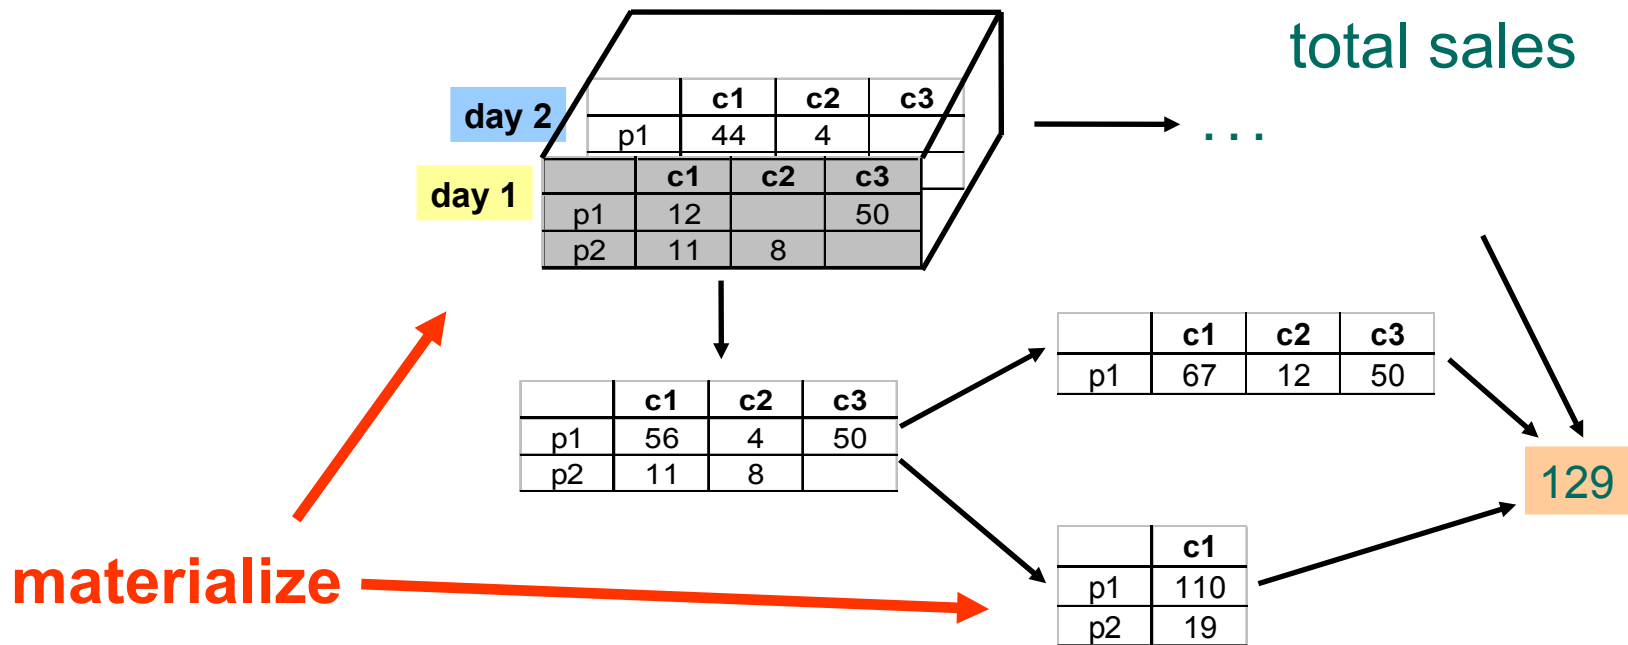 total sales
day 2
c1 c2 c3
p1 44 4
. . .
day 1
c1 c2 c3
p1 12 50
p2 11 8
c1 c2 c3
p1 67 12 50
c1 c2 c3
p1 56 4 50
p2 11 8
129
materialize
c1
p1 110
p2 19